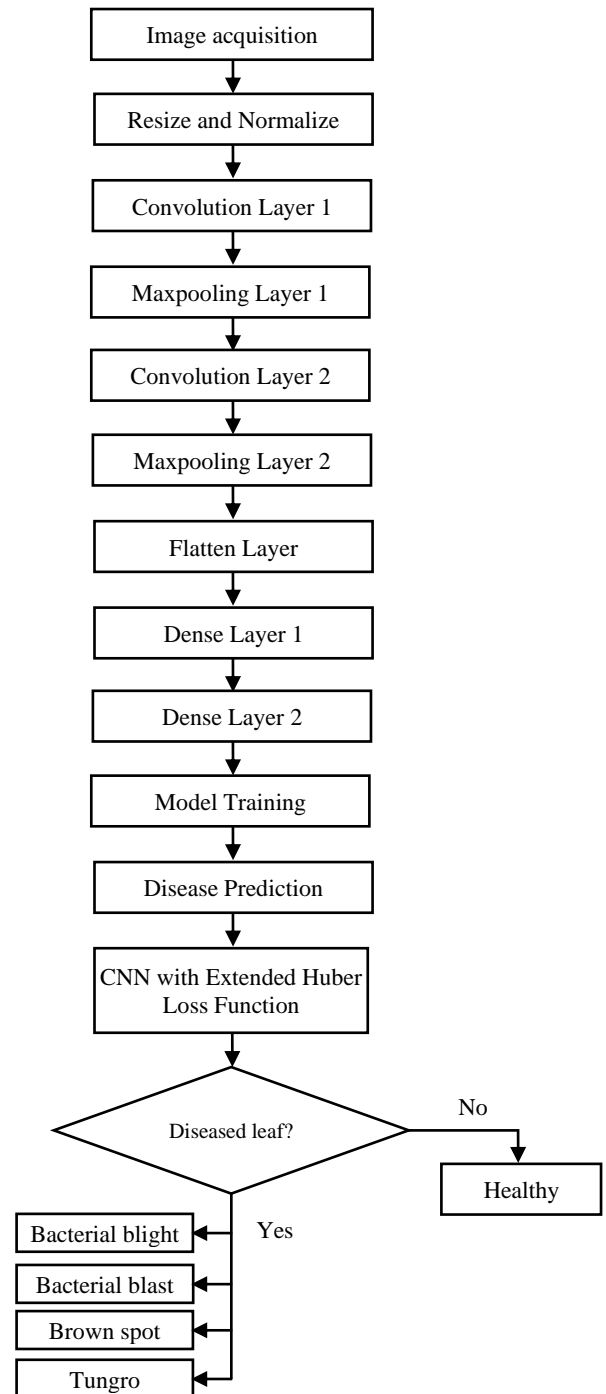 Image acquisition
Resize and Normalize
Convolution Layer 1
Maxpooling Layer 1
Convolution Layer 2
Maxpooling Layer 2
Flatten Layer
Dense Layer 1
Dense Layer 2
Model Training
Disease Prediction
CNN with Extended Huber
Loss Function
Diseased leaf?
No
Healthy
Yes
Bacterial blight
Bacterial blast
Brown spot
Tungro